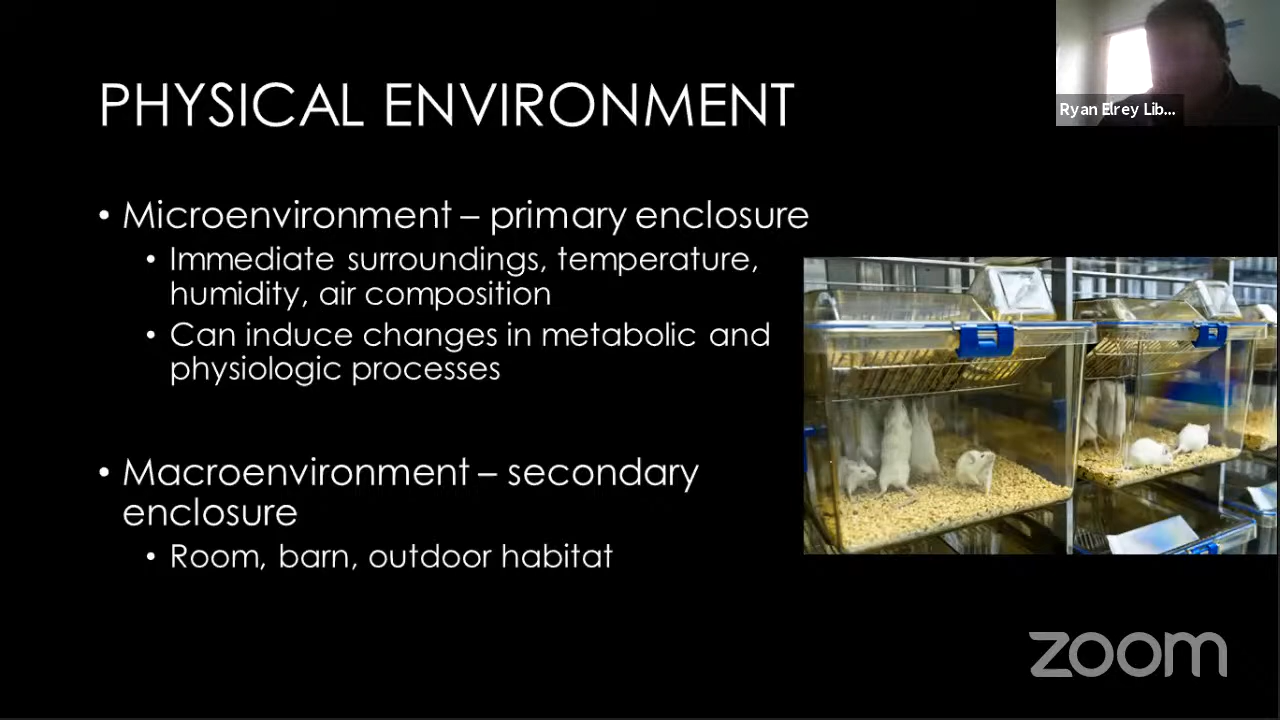 PHYSICAL ENVIRONMENT
Ryan Elrey Lib...
• Microenvironment – primary enclosure
• Immediate surroundings, temperature,
humidity, air composition
• Can induce changes in metabolic and
physiologic processes
• Macroenvironment – secondary
enclosure
• Room, barn, outdoor habitat
zoom